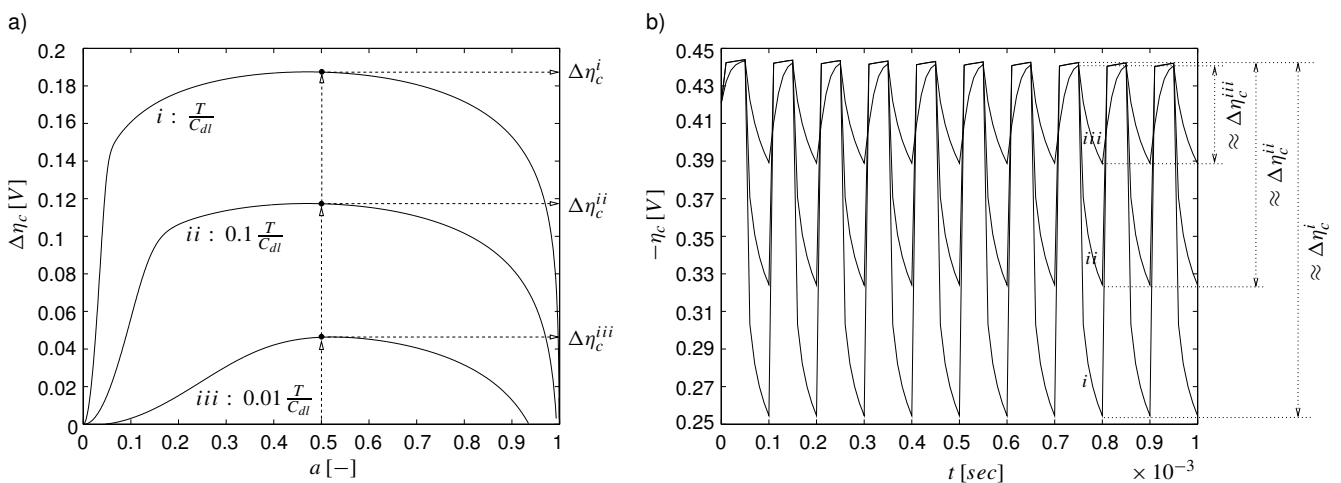 a)
0.2
0.18
0.16
0.14
0.12
0.1
0.08
0.06
0.04
0.02
0
Δη_c [V]
i : T/C_dl
ii : 0.1 T/C_dl
iii : 0.01 T/C_dl
Δη_c^i
Δη_c^ii
Δη_c^iii
0 0.1 0.2 0.3 0.4 0.5 0.6 0.7 0.8 0.9 1
a [−]
b)
0.45
0.43
0.41
0.39
0.37
0.35
0.33
0.31
0.29
0.27
0.25
−η_c [V]
iii
ii
i
≈ Δη_c^iii
≈ Δη_c^ii
≈ Δη_c^i
0 0.1 0.2 0.3 0.4 0.5 0.6 0.7 0.8 0.9 1
t [sec]
× 10⁻³